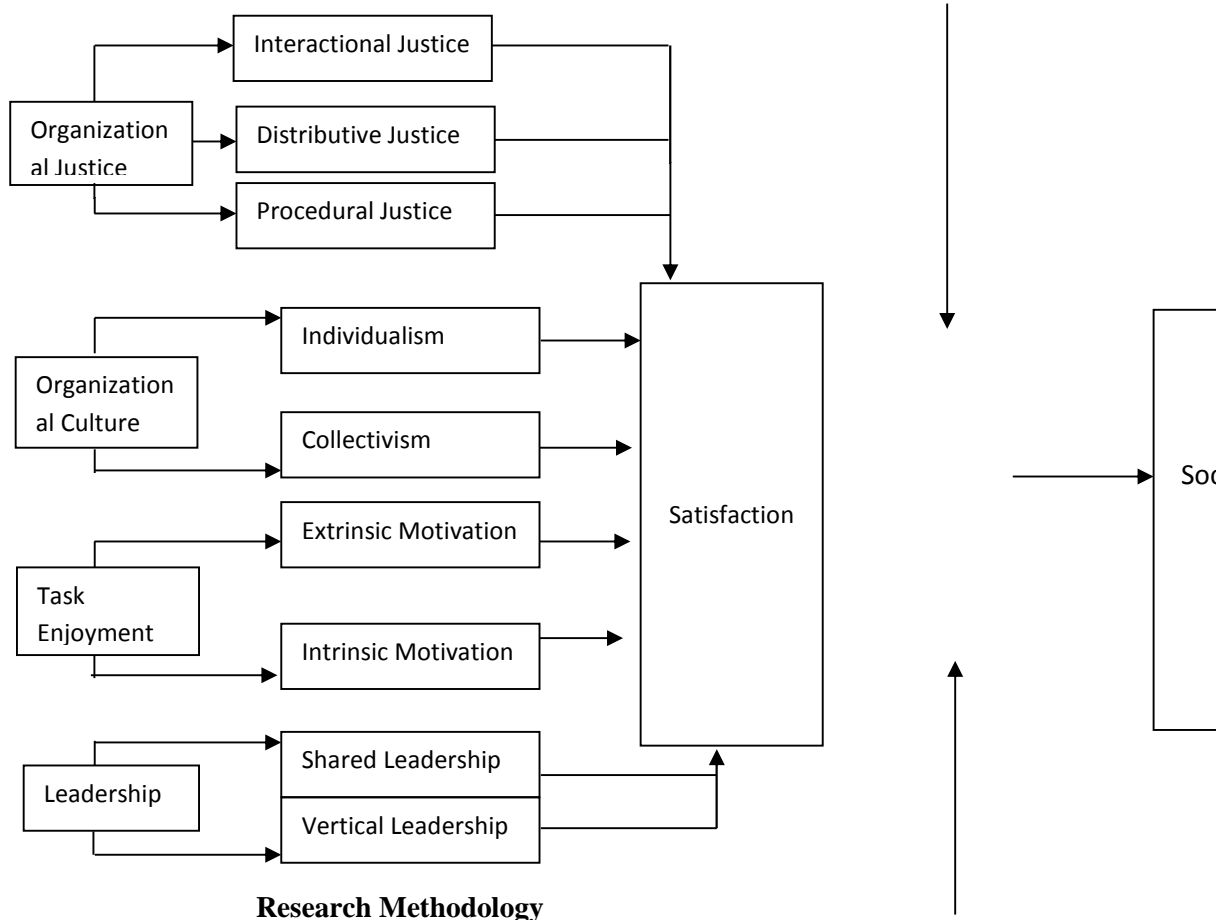 Interactional Justice
Organization
al Justice
Distributive Justice
Procedural Justice
Individualism
Organization
al Culture
Collectivism
Extrinsic Motivation
Satisfaction
Soc
Task
Enjoyment
Intrinsic Motivation
Shared Leadership
Leadership
Vertical Leadership
Research Methodology